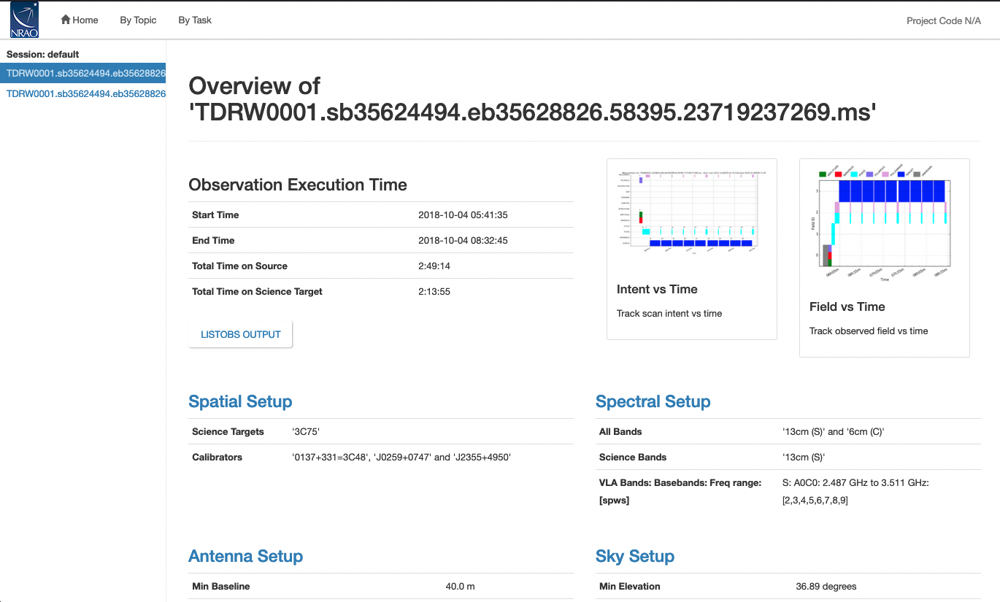 NRAO
Home By Topic By Task
Project Code N/A
Session: default
TDRW0001.sb35624494.eb35628826
TDRW0001.sb35624494.eb35628826
Overview of
'TDRW0001.sb35624494.eb35628826.58395.23719237269.ms'
Observation Execution Time
Start Time 2018-10-04 05:41:35
End Time 2018-10-04 08:32:45
Total Time on Source 2:49:14
Total Time on Science Target 2:13:55
LISTOBS OUTPUT
Intent vs Time
Track scan intent vs time
Field ID
3
2
1
0
Time
Field vs Time
Track observed field vs time
Spatial Setup
Science Targets '3C75'
Calibrators '0137+331=3C48', 'J0259+0747' and 'J2355+4950'
Spectral Setup
All Bands '13cm (S)' and '6cm (C)'
Science Bands '13cm (S)'
VLA Bands: Basebands: Freq range: S: A0C0: 2.487 GHz to 3.511 GHz:
[spws] [2,3,4,5,6,7,8,9]
Antenna Setup
Min Baseline 40.0 m
Sky Setup
Min Elevation 36.89 degrees